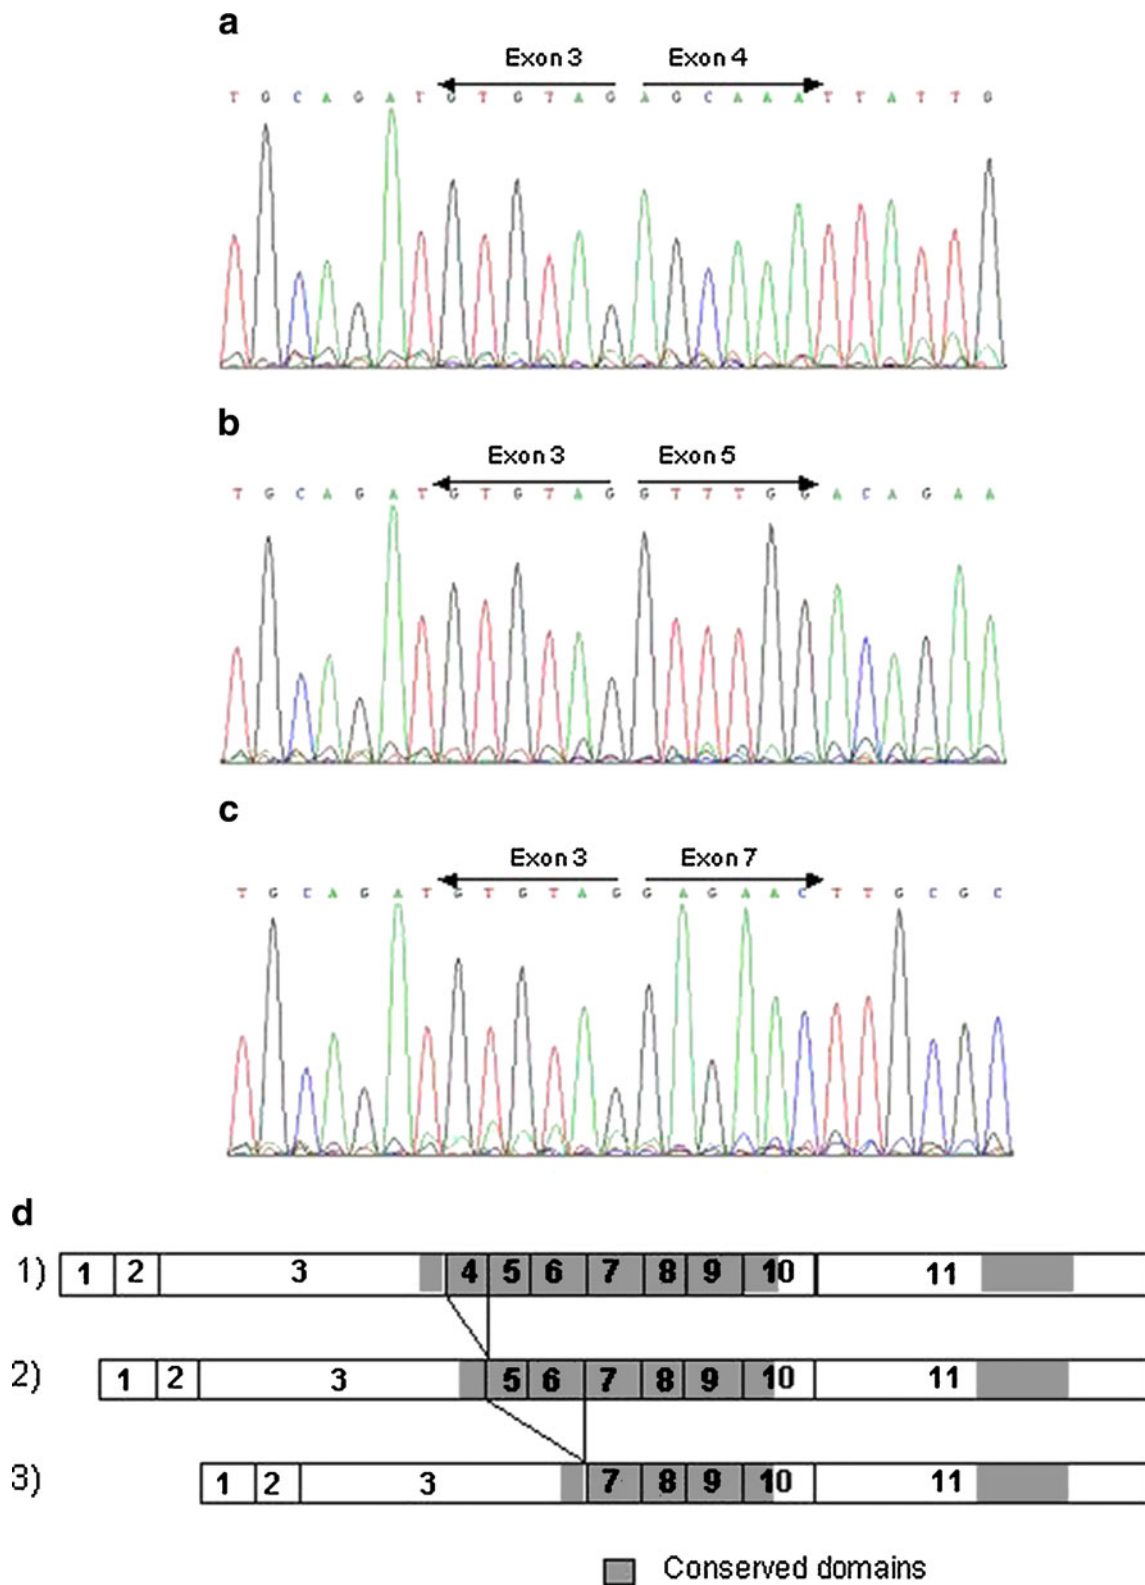 a
Exon 3 Exon 4
T G C A G A T G T G T A G A G C A A A T T A T T G
b
Exon 3 Exon 5
T G C A G A T G T G T A G G T T T G G A C A G A A
c
Exon 3 Exon 7
T G C A G A T G T G T A G G A G A A C T T G C G C
d
1) 1 2 3 4 5 6 7 8 9 10 11
2) 1 2 3 5 6 7 8 9 10 11
3) 1 2 3 7 8 9 10 11
Conserved domains